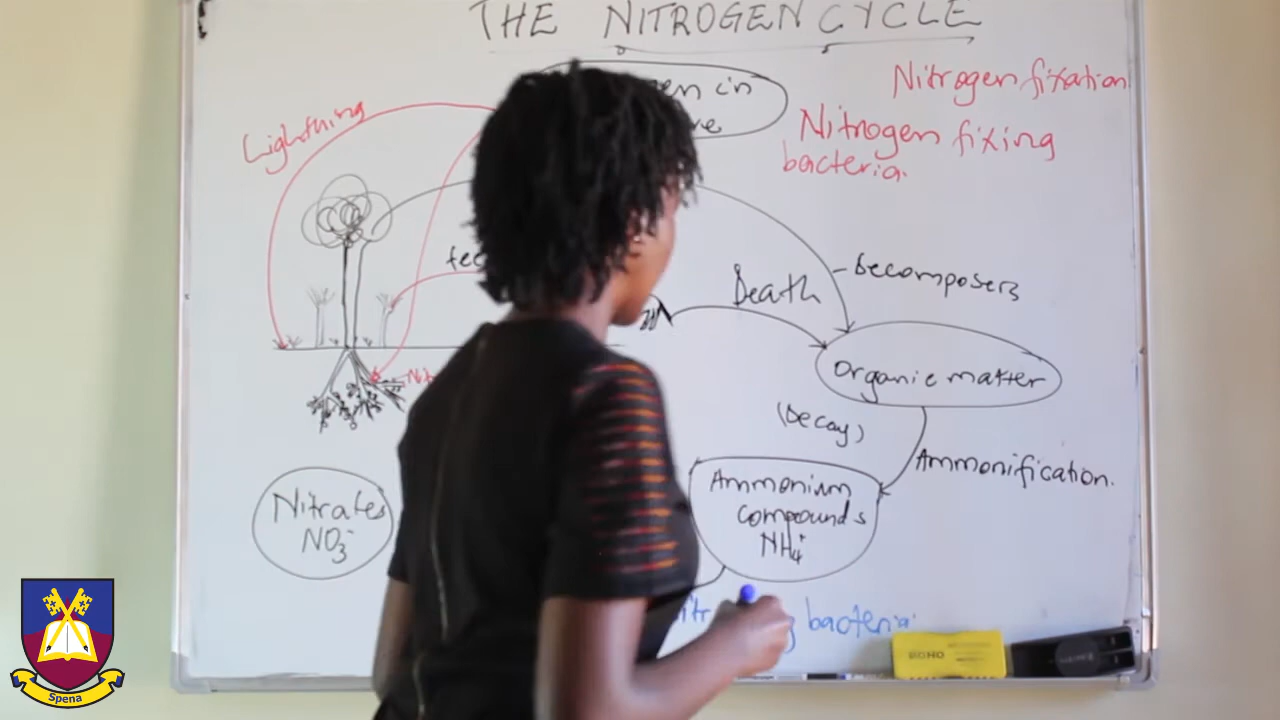 THE NITROGEN CYCLE
Nitrogen fixation
Nitrogen fixing
bacteria.
Lightning
Death
Decomposers
Organic matter
(Decay)
Ammonification.
Ammonium
compounds
NH4+
Nitrates
NO3-
bacteria
BOHO
Spena